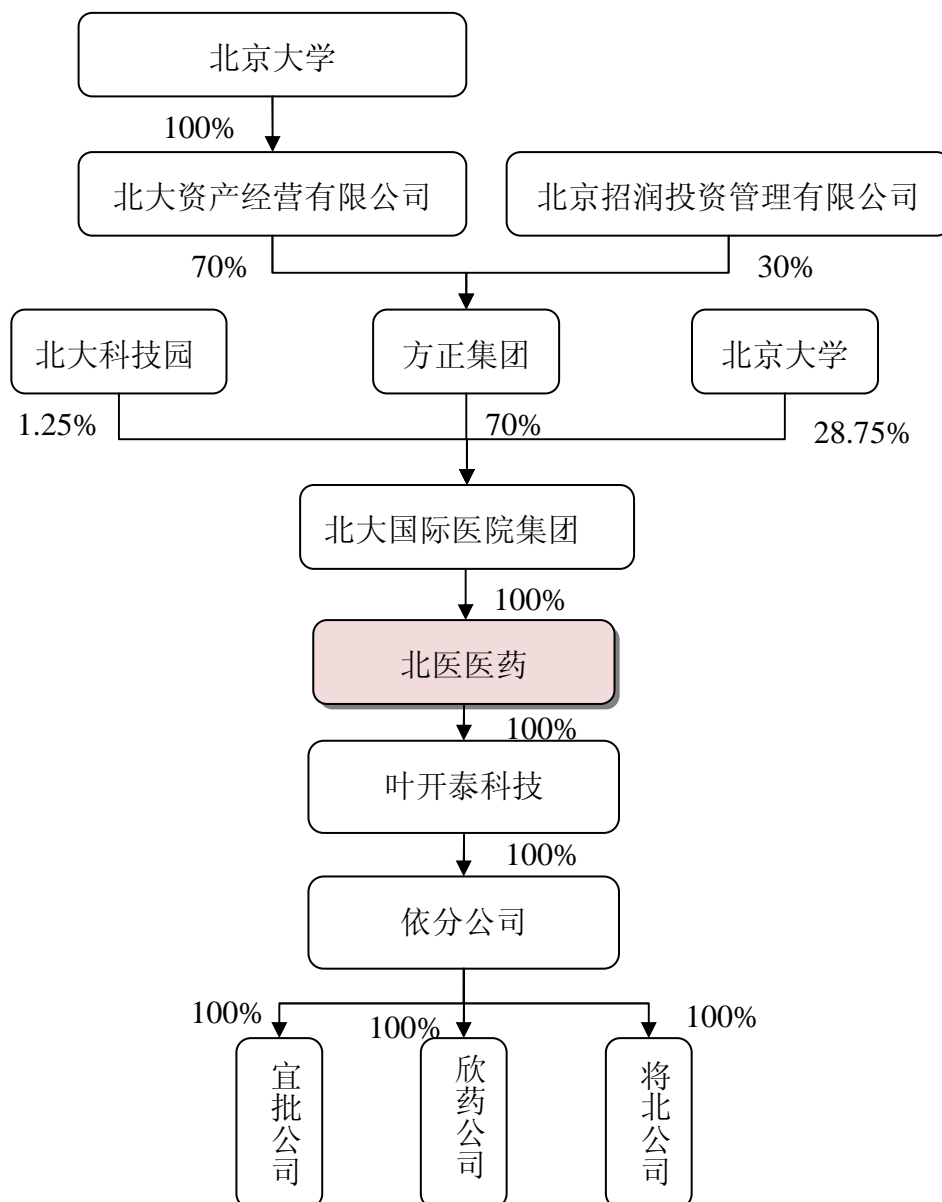 北京大学
100%
北大资产经营有限公司
北京招润投资管理有限公司
70%
30%
北大科技园
方正集团
北京大学
1.25%
70%
28.75%
北大国际医院集团
100%
北医医药
100%
叶开泰科技
100%
依分公司
100%
100%
100%
宜批公司
欣药公司
将北公司